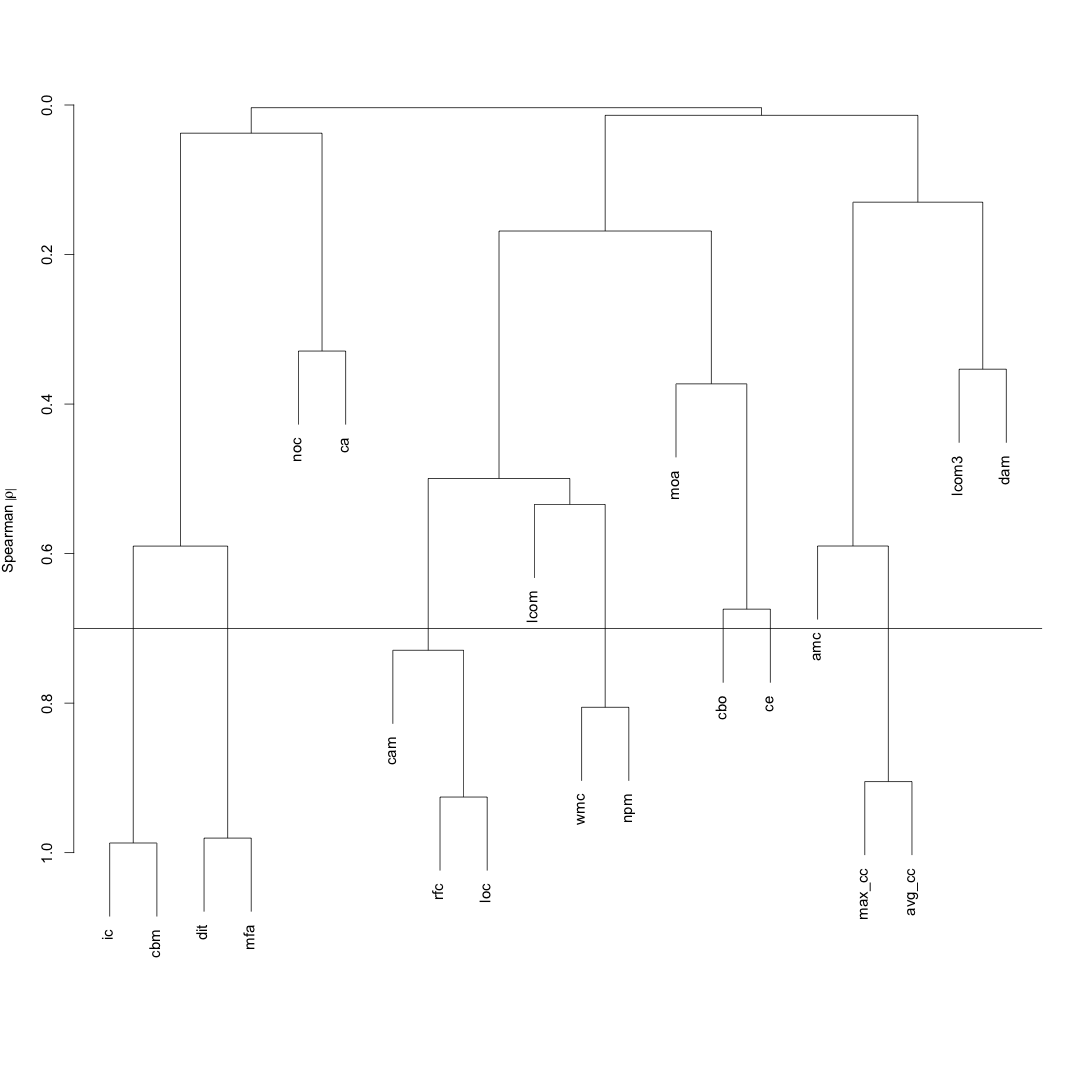 0.0
0.2
0.4
0.6
0.8
1.0
Spearman |ρ|
noc
ca
moa
lcom3
dam
lcom
amc
cam
cbo
ce
wmc
npm
rfc
loc
max_cc
avg_cc
ic
cbm
dit
mfa